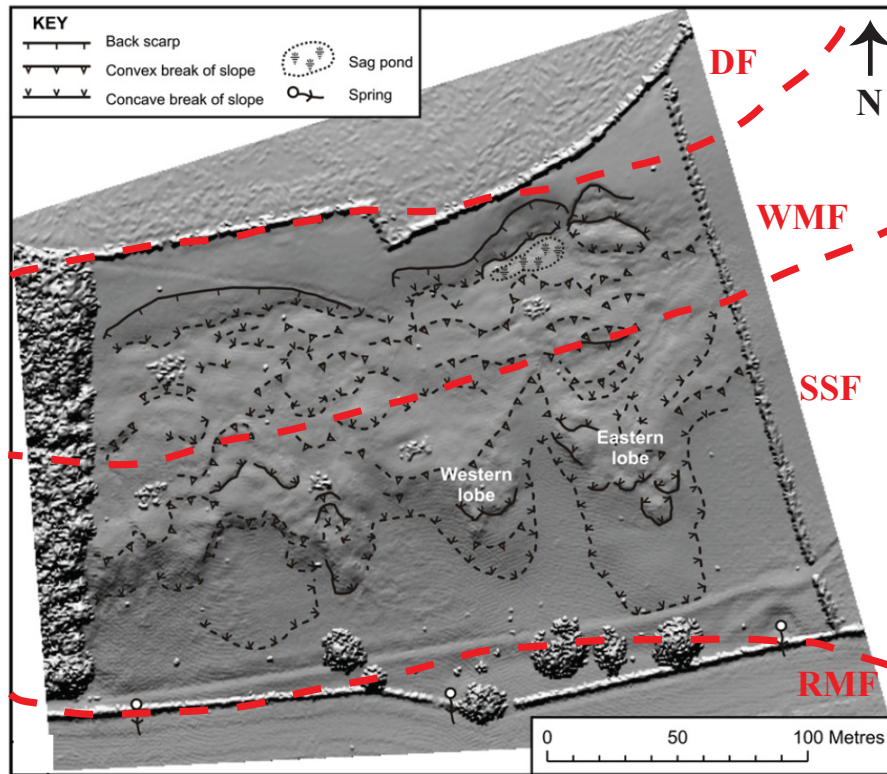 KEY
Back scarp
Convex break of slope
Concave break of slope
Sag pond
Spring
DF
N
WMF
SSF
Eastern
lobe
Western
lobe
RMF
0 50 100 Metres